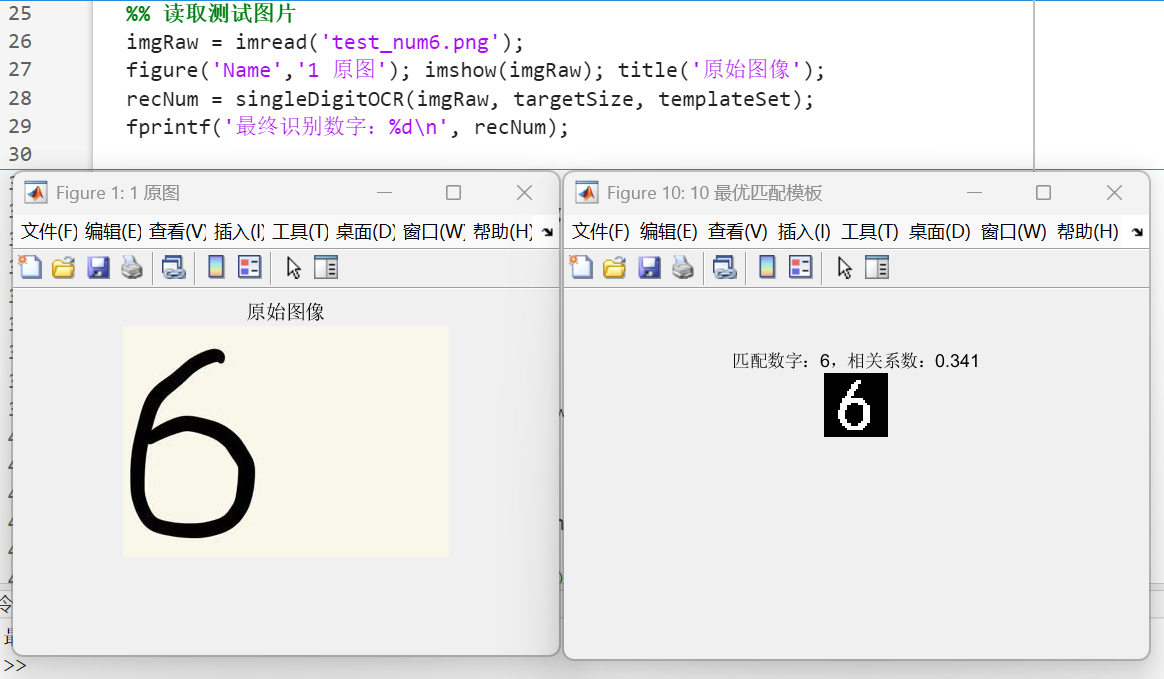 25 %% 读取测试图片
26 imgRaw = imread('test_num6.png');
27 figure('Name','1 原图'); imshow(imgRaw); title('原始图像');
28 recNum = singleDigitOCR(imgRaw, targetSize, templateSet);
29 fprintf('最终识别数字：%d\n', recNum);
30
Figure 1: 1 原图
文件(F) 编辑(E) 查看(V) 插入(I) 工具(T) 桌面(D) 窗口(W) 帮助(H)
原始图像
6
Figure 10: 10 最优匹配模板
文件(F) 编辑(E) 查看(V) 插入(I) 工具(T) 桌面(D) 窗口(W) 帮助(H)
匹配数字：6，相关系数：0.341
6
>>